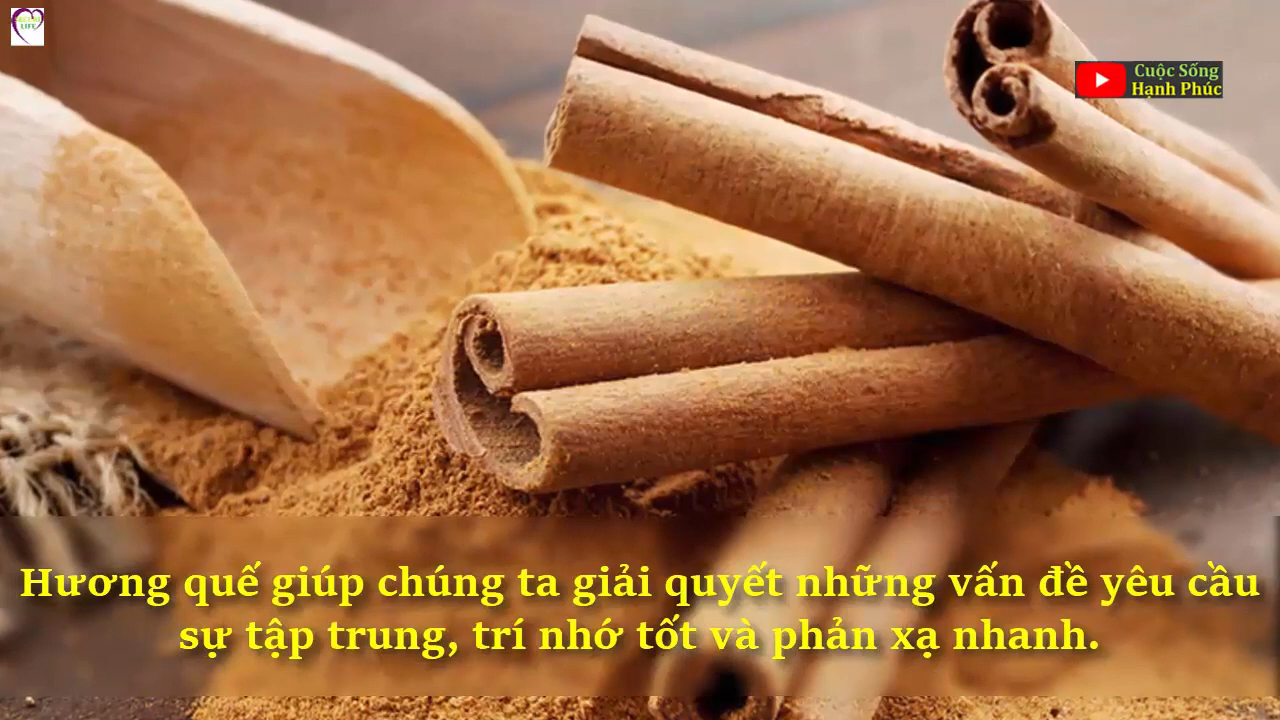 LIFE
Cuộc Sống
Hạnh Phúc
Hương quế giúp chúng ta giải quyết những vấn đề yêu cầu
sự tập trung, trí nhớ tốt và phản xạ nhanh.